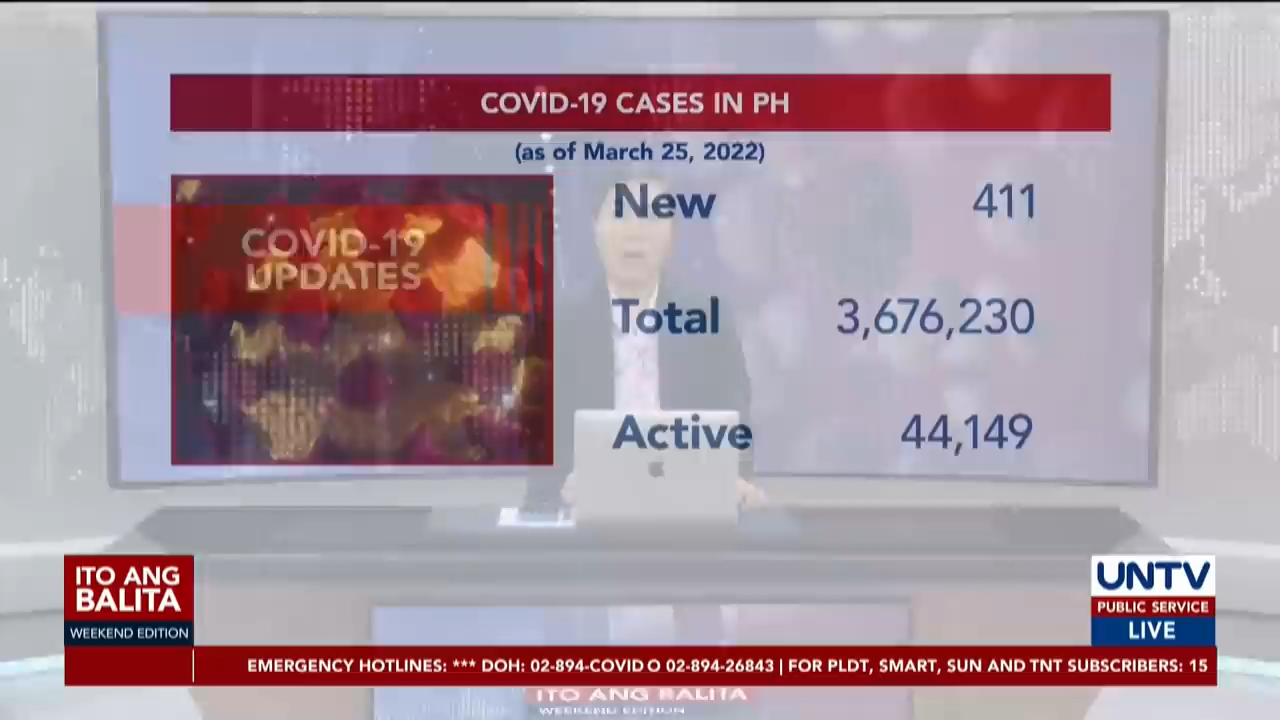 COVID-19 CASES IN PH
(as of March 25, 2022)
COVID-19
UPDATES
New 411
Total 3,676,230
Active 44,149
ITO ANG
BALITA
WEEKEND EDITION
UNTV
PUBLIC SERVICE
LIVE
EMERGENCY HOTLINES: *** DOH: 02-894-COVID O 02-894-26843 | FOR PLDT, SMART, SUN AND TNT SUBSCRIBERS: 15
ITO ANG BALITA
WEEKEND EDITION